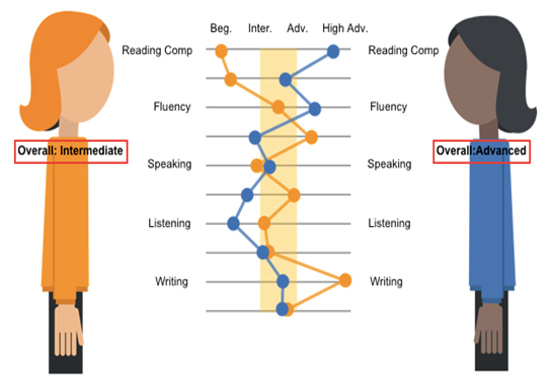 Beg. Inter. Adv. High Adv.
Reading Comp Reading Comp
Fluency Fluency
Overall: Intermediate Overall:Advanced
Speaking Speaking
Listening Listening
Writing Writing